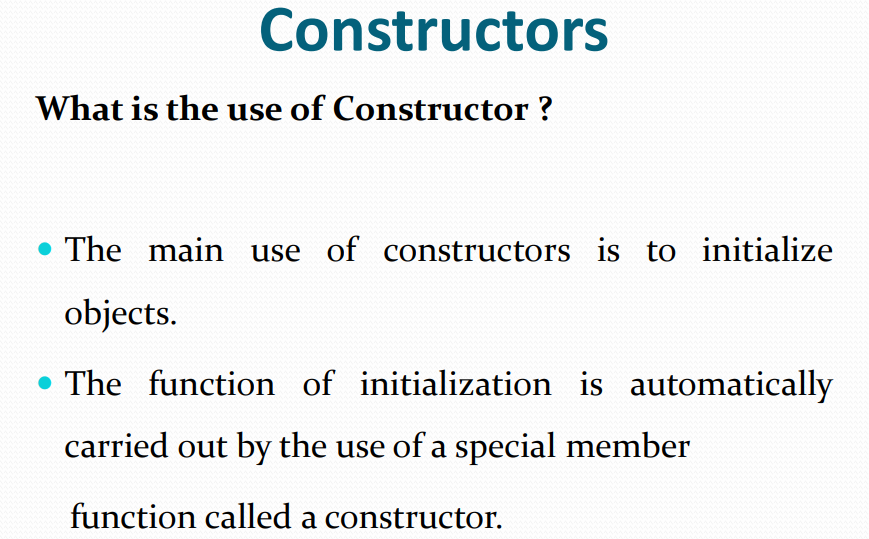 Constructors
What is the use of Constructor ?
• The main use of constructors is to initialize
objects.
• The function of initialization is automatically
carried out by the use of a special member
function called a constructor.